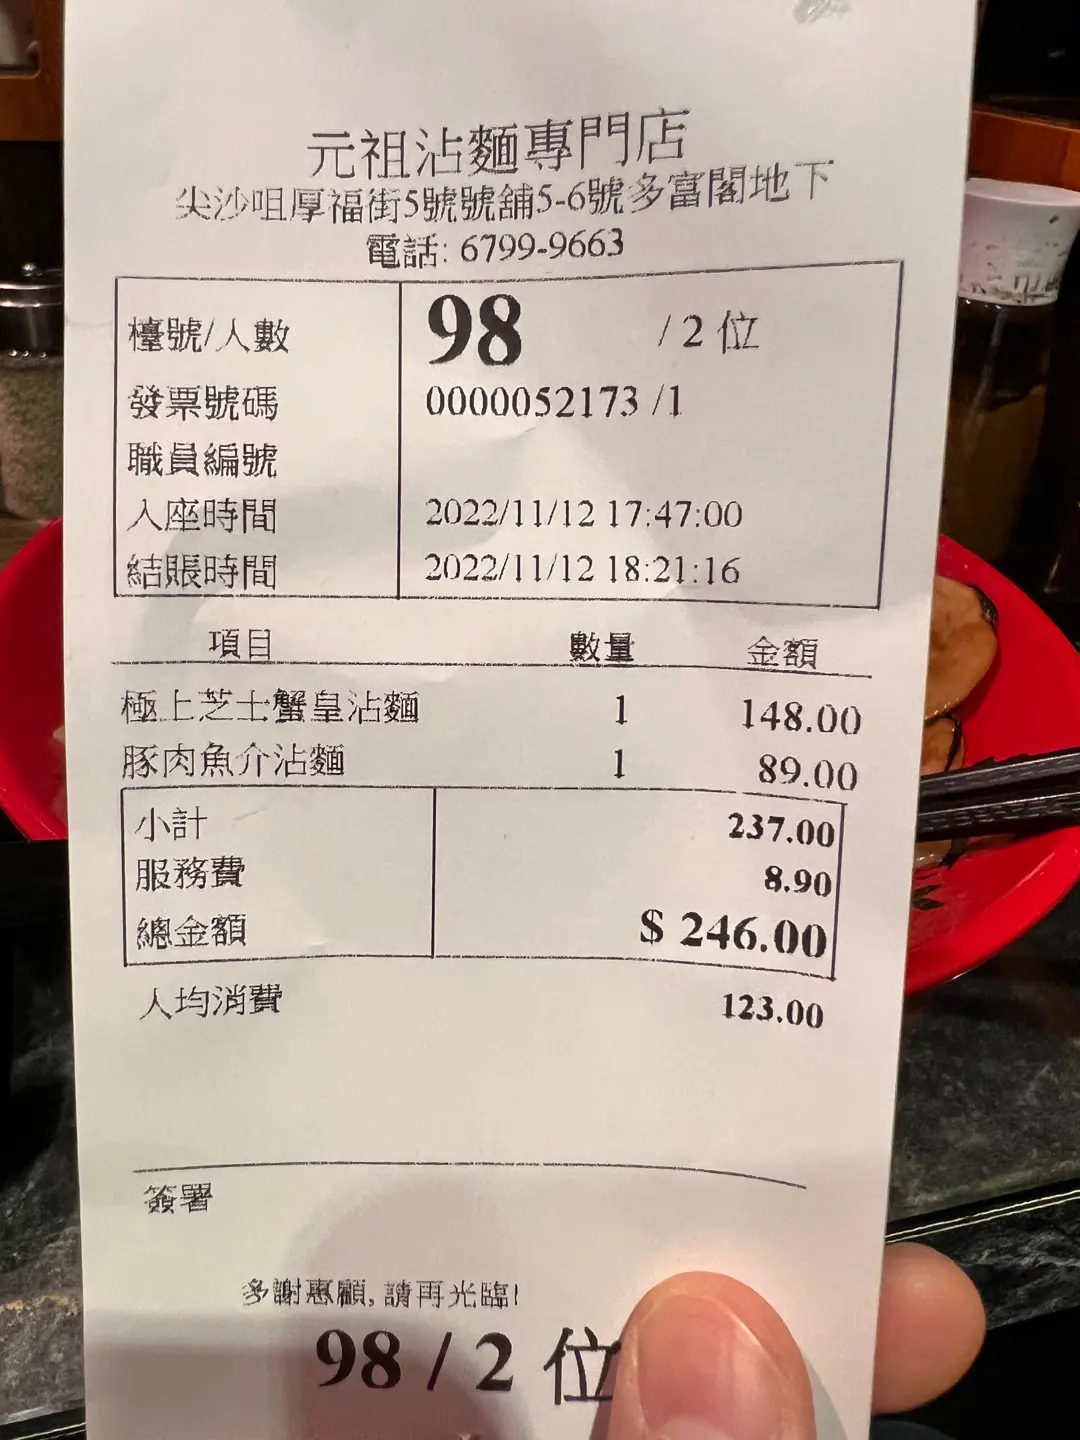 元祖沾麵專門店
尖沙咀厚福街5號號舖5-6號多富閣地下
電話: 6799-9663
檯號/人數 98 / 2 位
發票號碼 0000052173 /1
職員編號
入座時間 2022/11/12 17:47:00
結賬時間 2022/11/12 18:21:16
項目 數量 金額
極上芝士蟹皇沾麵 1 148.00
豚肉魚介沾麵 1 89.00
小計 237.00
服務費 8.90
總金額 $ 246.00
人均消費 123.00
簽署
多謝惠顧, 請再光臨!
98 / 2 位